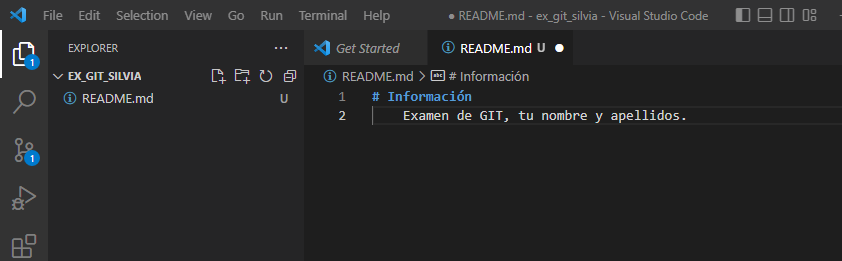 File Edit Selection View Go Run Terminal Help ● README.md - ex_git_silvia - Visual Studio Code
EXPLORER ...
Get Started
README.md U
EX_GIT_SILVIA
README.md > # Información
README.md U
1 # Información
2 Examen de GIT, tu nombre y apellidos.
1
1